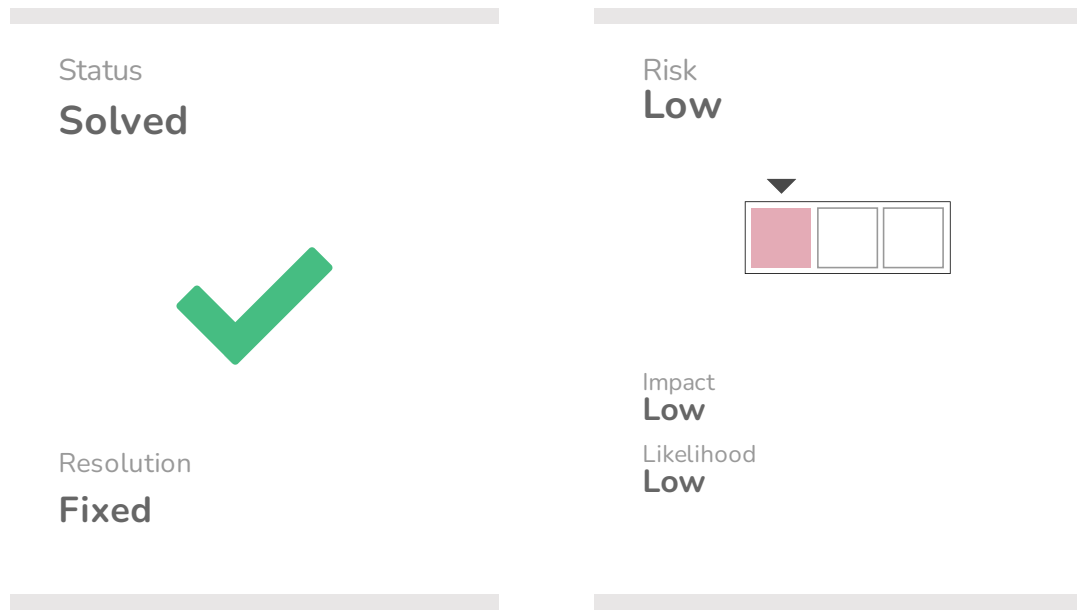 Status
Solved
Resolution
Fixed
Risk
Low
Impact
Low
Likelihood
Low